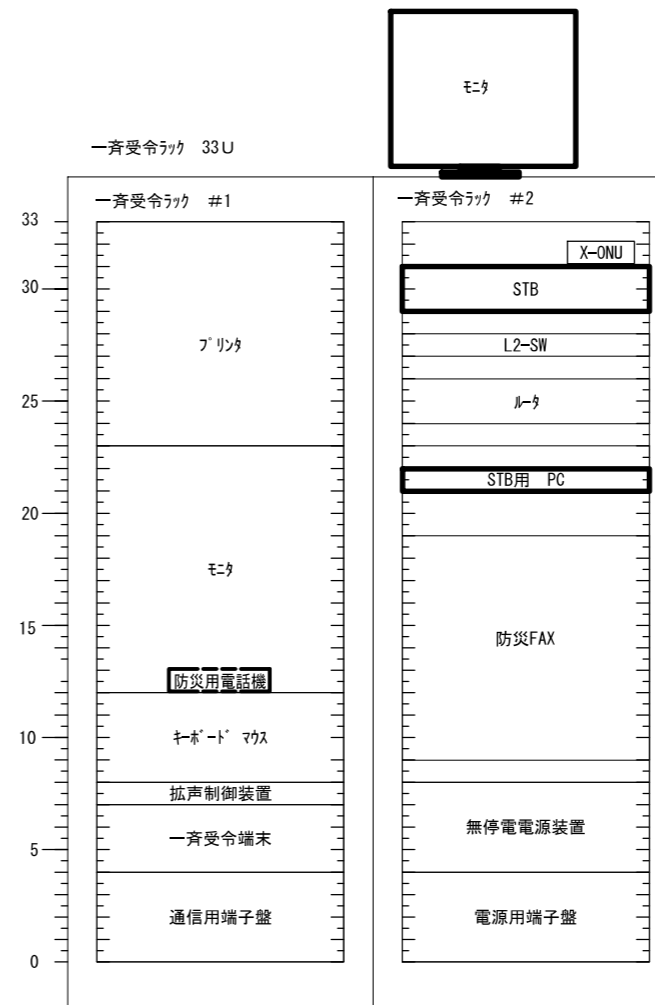 モニタ
一斉受令ラック 33U
一斉受令ラック #1
一斉受令ラック #2
33
30
25
20
15
10
5
0
プリンタ
モニタ
防災用電話機
キーボード マウス
拡声制御装置
一斉受令端末
通信用端子盤
X-ONU
STB
L2-SW
ルータ
STB用 PC
防災FAX
無停電電源装置
電源用端子盤